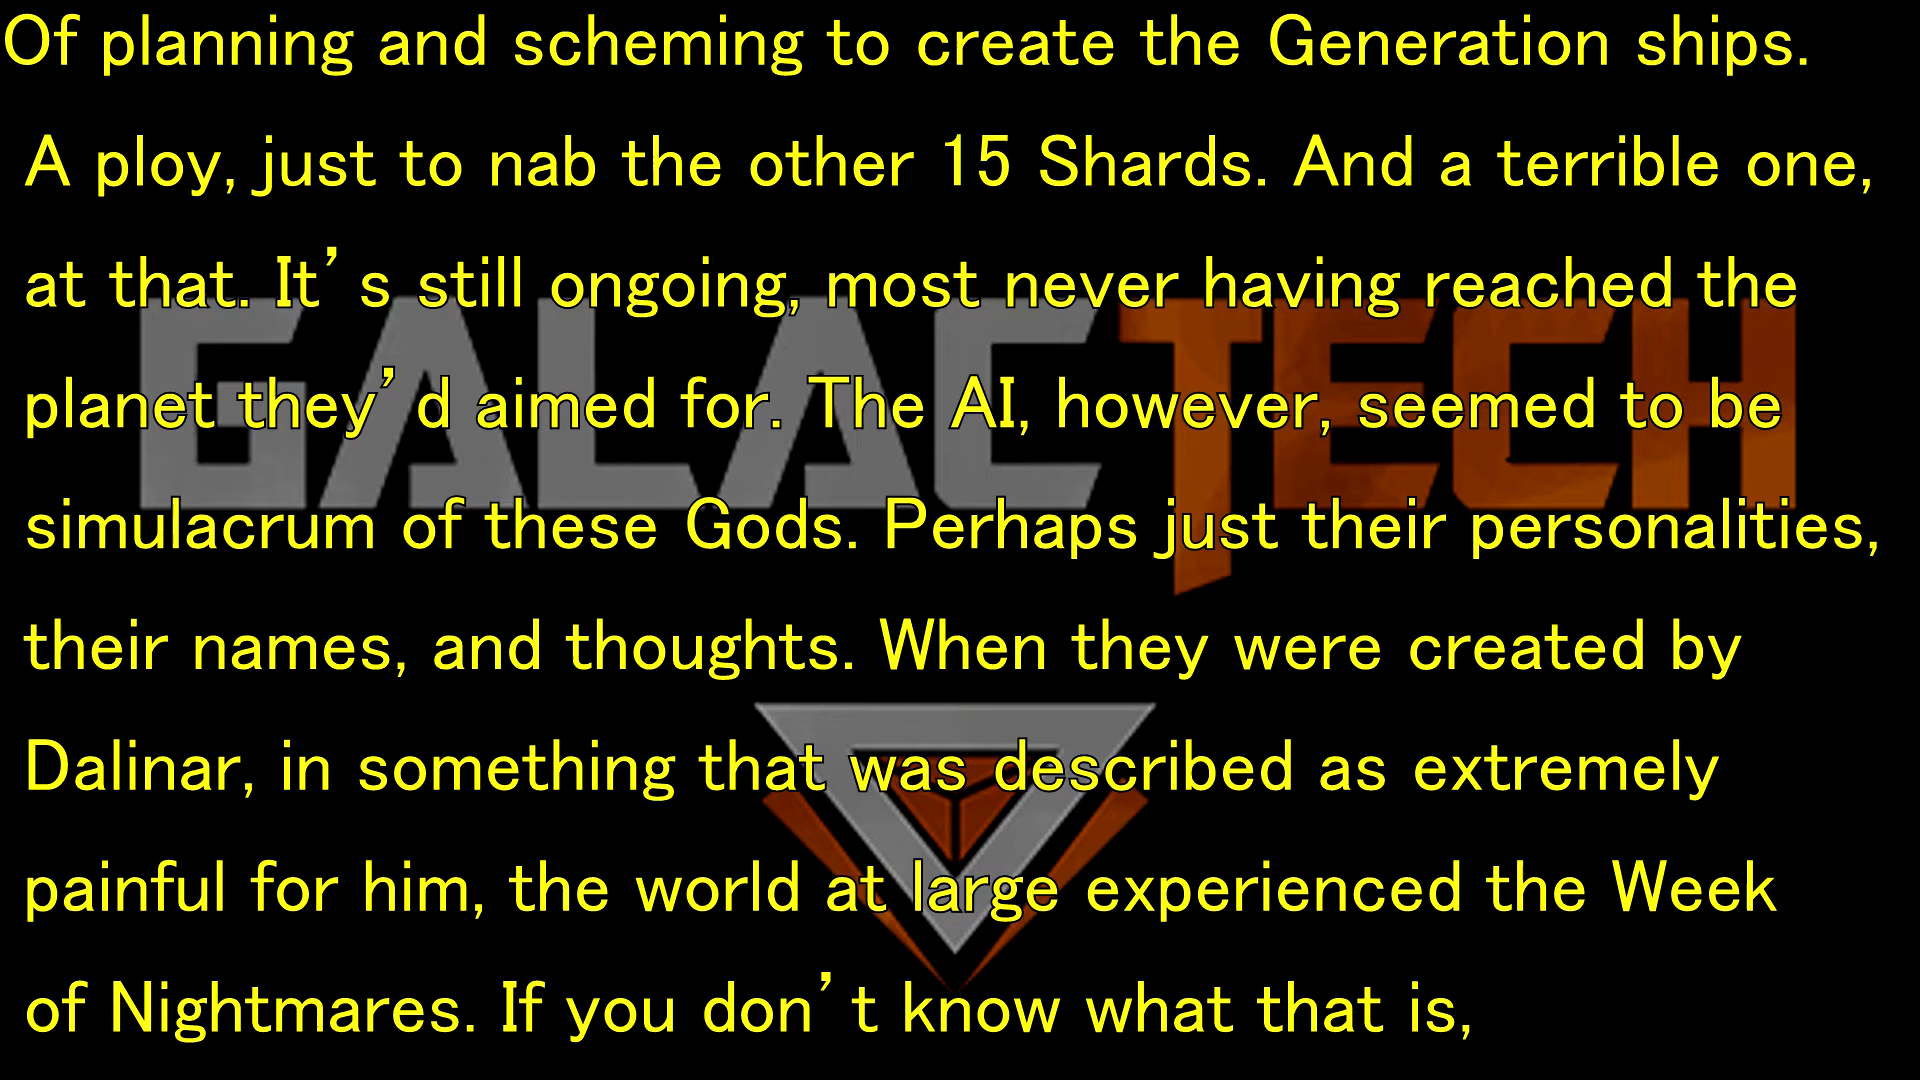 Of planning and scheming to create the Generation ships.
A ploy, just to nab the other 15 Shards. And a terrible one,
at that. It’s still ongoing, most never having reached the
planet they’d aimed for. The AI, however, seemed to be
simulacrum of these Gods. Perhaps just their personalities,
their names, and thoughts. When they were created by
Dalinar, in something that was described as extremely
painful for him, the world at large experienced the Week
of Nightmares. If you don’t know what that is,
GALACTECH